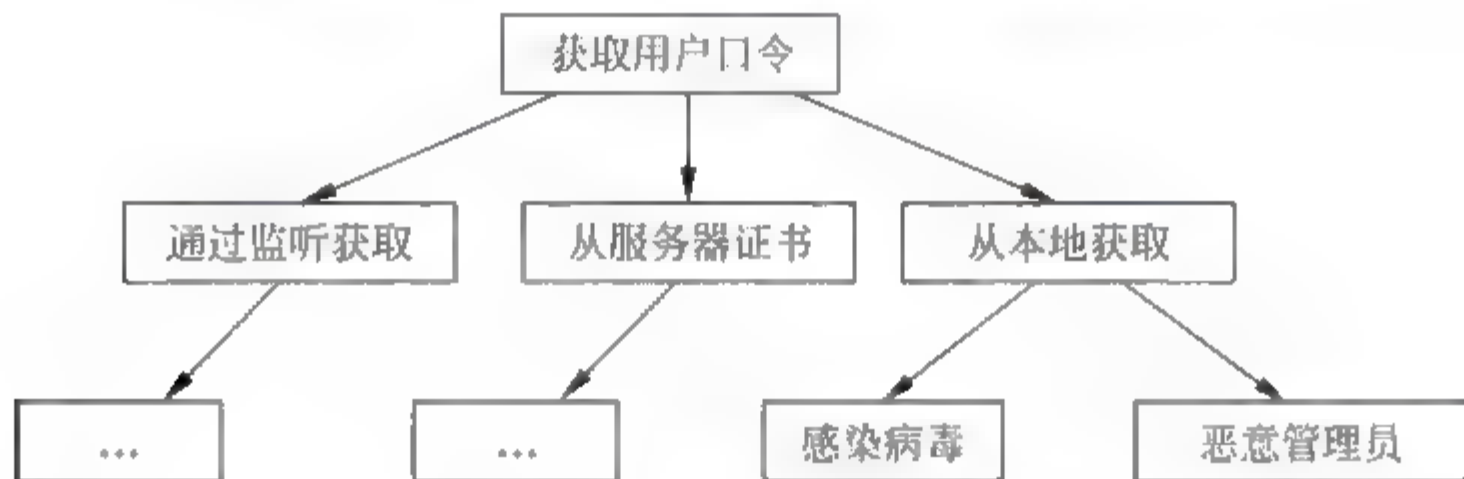 获取用户口令
通过监听获取
从服务器证书
从本地获取
…
…
感染病毒
恶意管理员